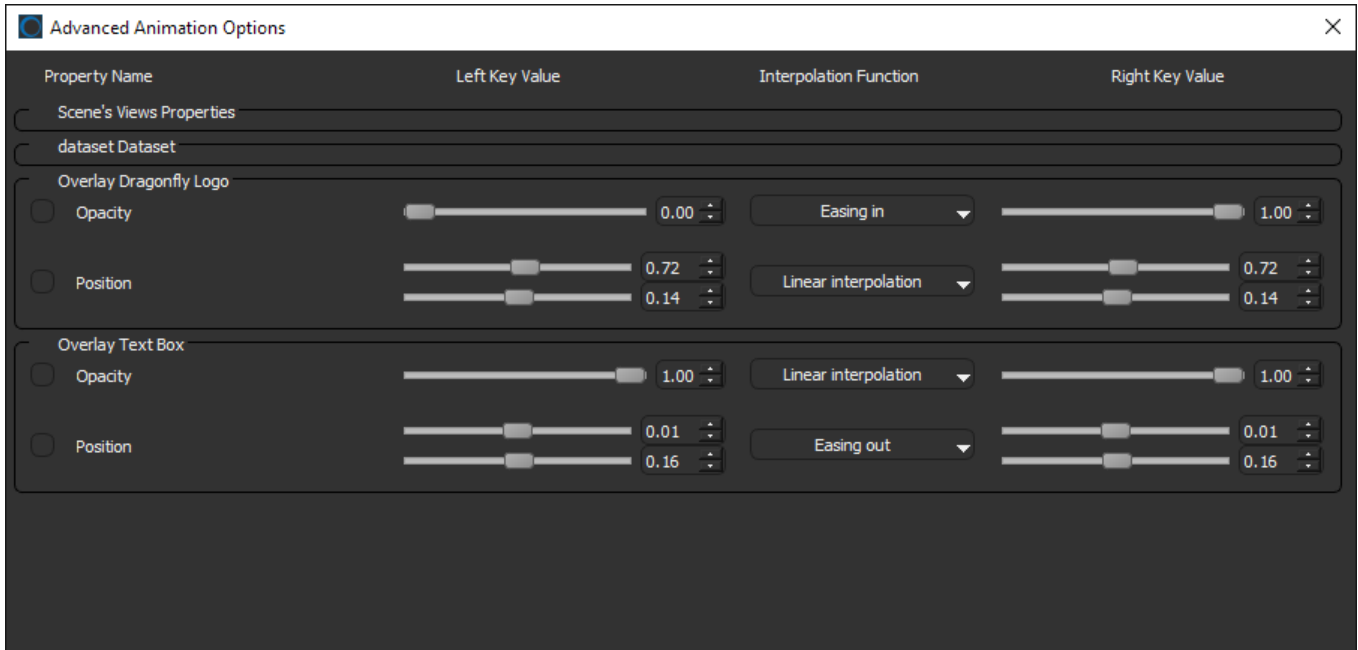 Advanced Animation Options
Property Name Left Key Value Interpolation Function Right Key Value
Scene's Views Properties
dataset Dataset
Overlay Dragonfly Logo
Opacity 0.00 Easing in 1.00
0.72 0.72
Position Linear interpolation
0.14 0.14
Overlay Text Box
Opacity 1.00 Linear interpolation 1.00
0.01 0.01
Position Easing out
0.16 0.16